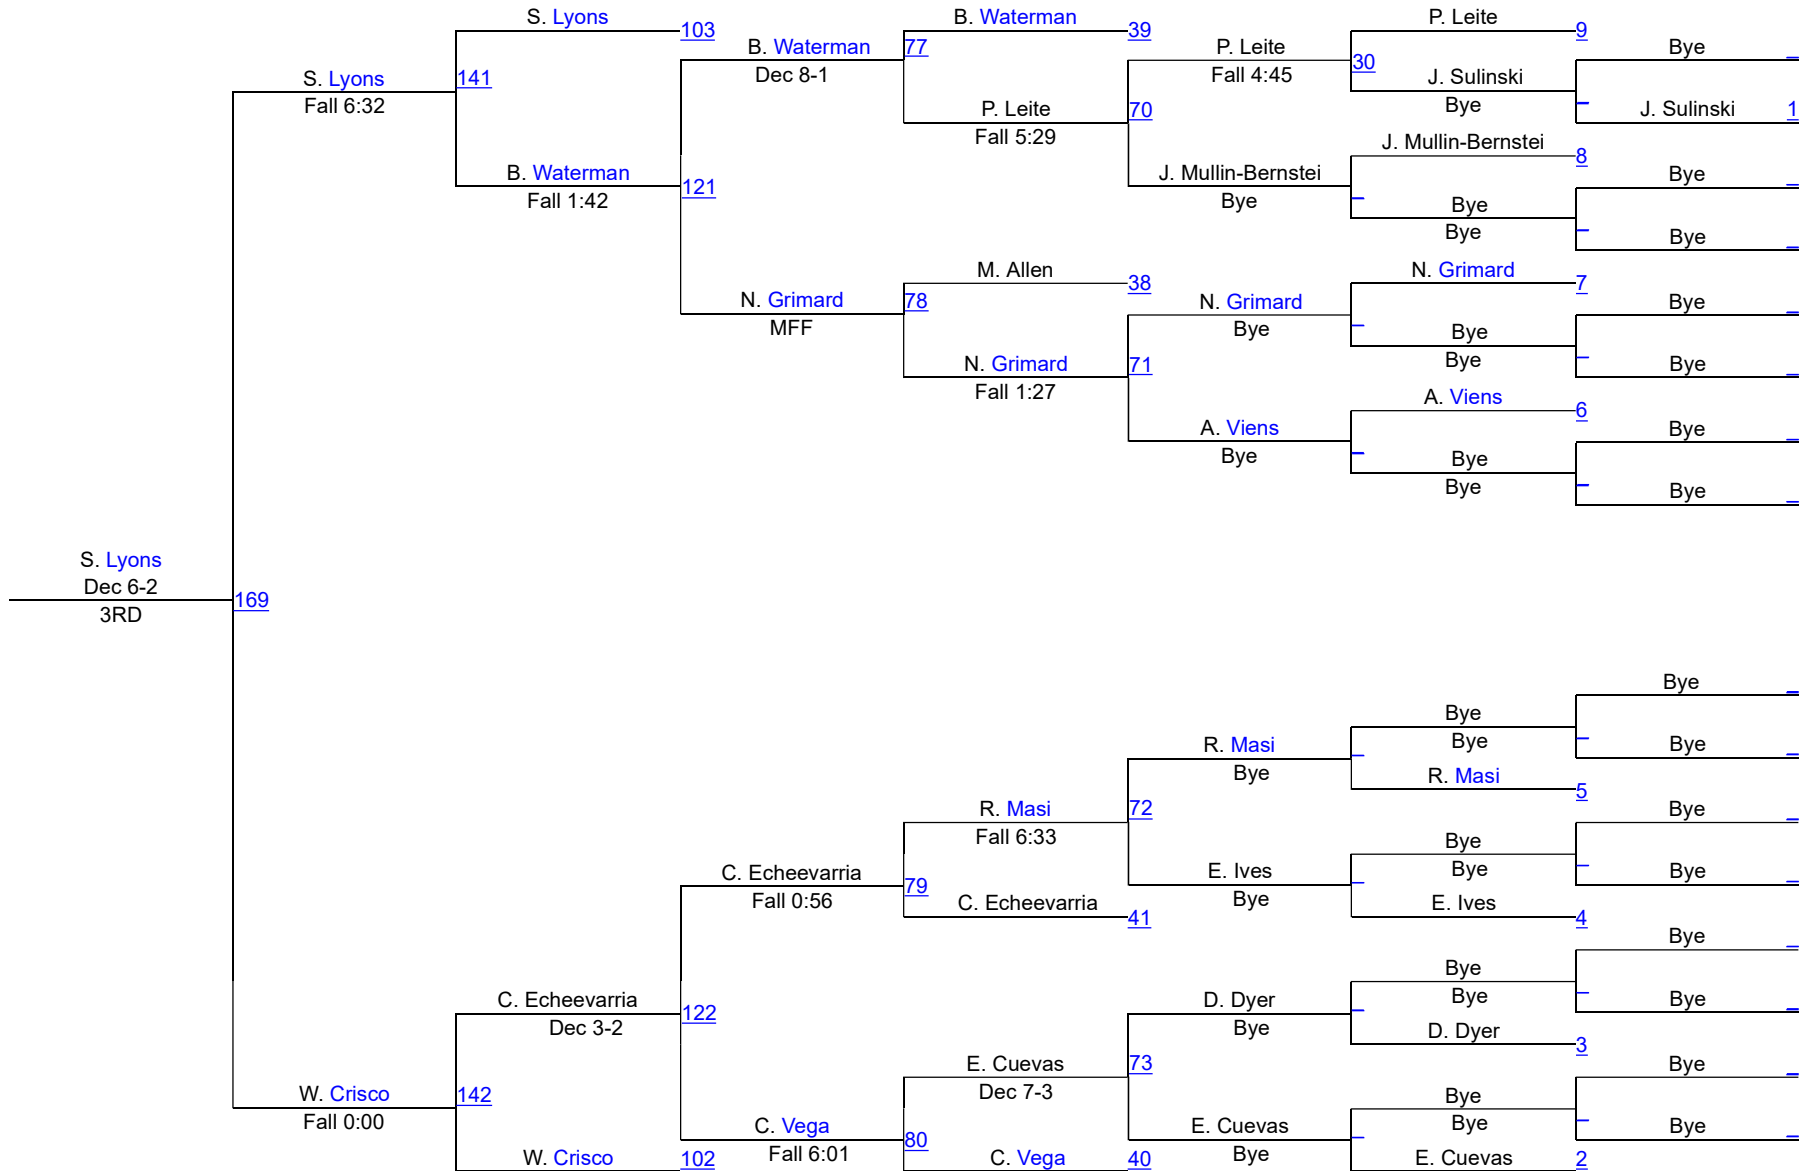 S. Lyons
103
B. Waterman
39
P. Leite
9
B. Waterman
77
Dec 8-1
P. Leite
Fall 4:45
30
Bye
S. Lyons
141
Fall 6:32
J. Sulinski
Bye
P. Leite
70
Fall 5:29
J. Sulinski
1
J. Mullin-Bernstei
8
B. Waterman
Fall 1:42
121
J. Mullin-Bernstei
Bye
Bye
Bye
Bye
Bye
M. Allen
38
N. Grimard
7
N. Grimard
78
MFF
N. Grimard
Bye
Bye
Bye
Bye
N. Grimard
71
Fall 1:27
Bye
A. Viens
6
A. Viens
Bye
Bye
Bye
Bye
Bye
S. Lyons
Dec 6-2
169
3RD
Bye
Bye
Bye
R. Masi
Bye
Bye
R. Masi
5
R. Masi
72
Fall 6:33
Bye
Bye
Bye
C. Echeevarria
79
Fall 0:56
E. Ives
Bye
Bye
C. Echeevarria
41
E. Ives
4
Bye
C. Echeevarria
122
Dec 3-2
D. Dyer
Bye
Bye
Bye
Bye
D. Dyer
3
E. Cuevas
73
Dec 7-3
Bye
W. Crisco
142
Fall 0:00
Bye
Bye
C. Vega
80
Fall 6:01
E. Cuevas
Bye
Bye
W. Crisco
102
C. Vega
40
E. Cuevas
2